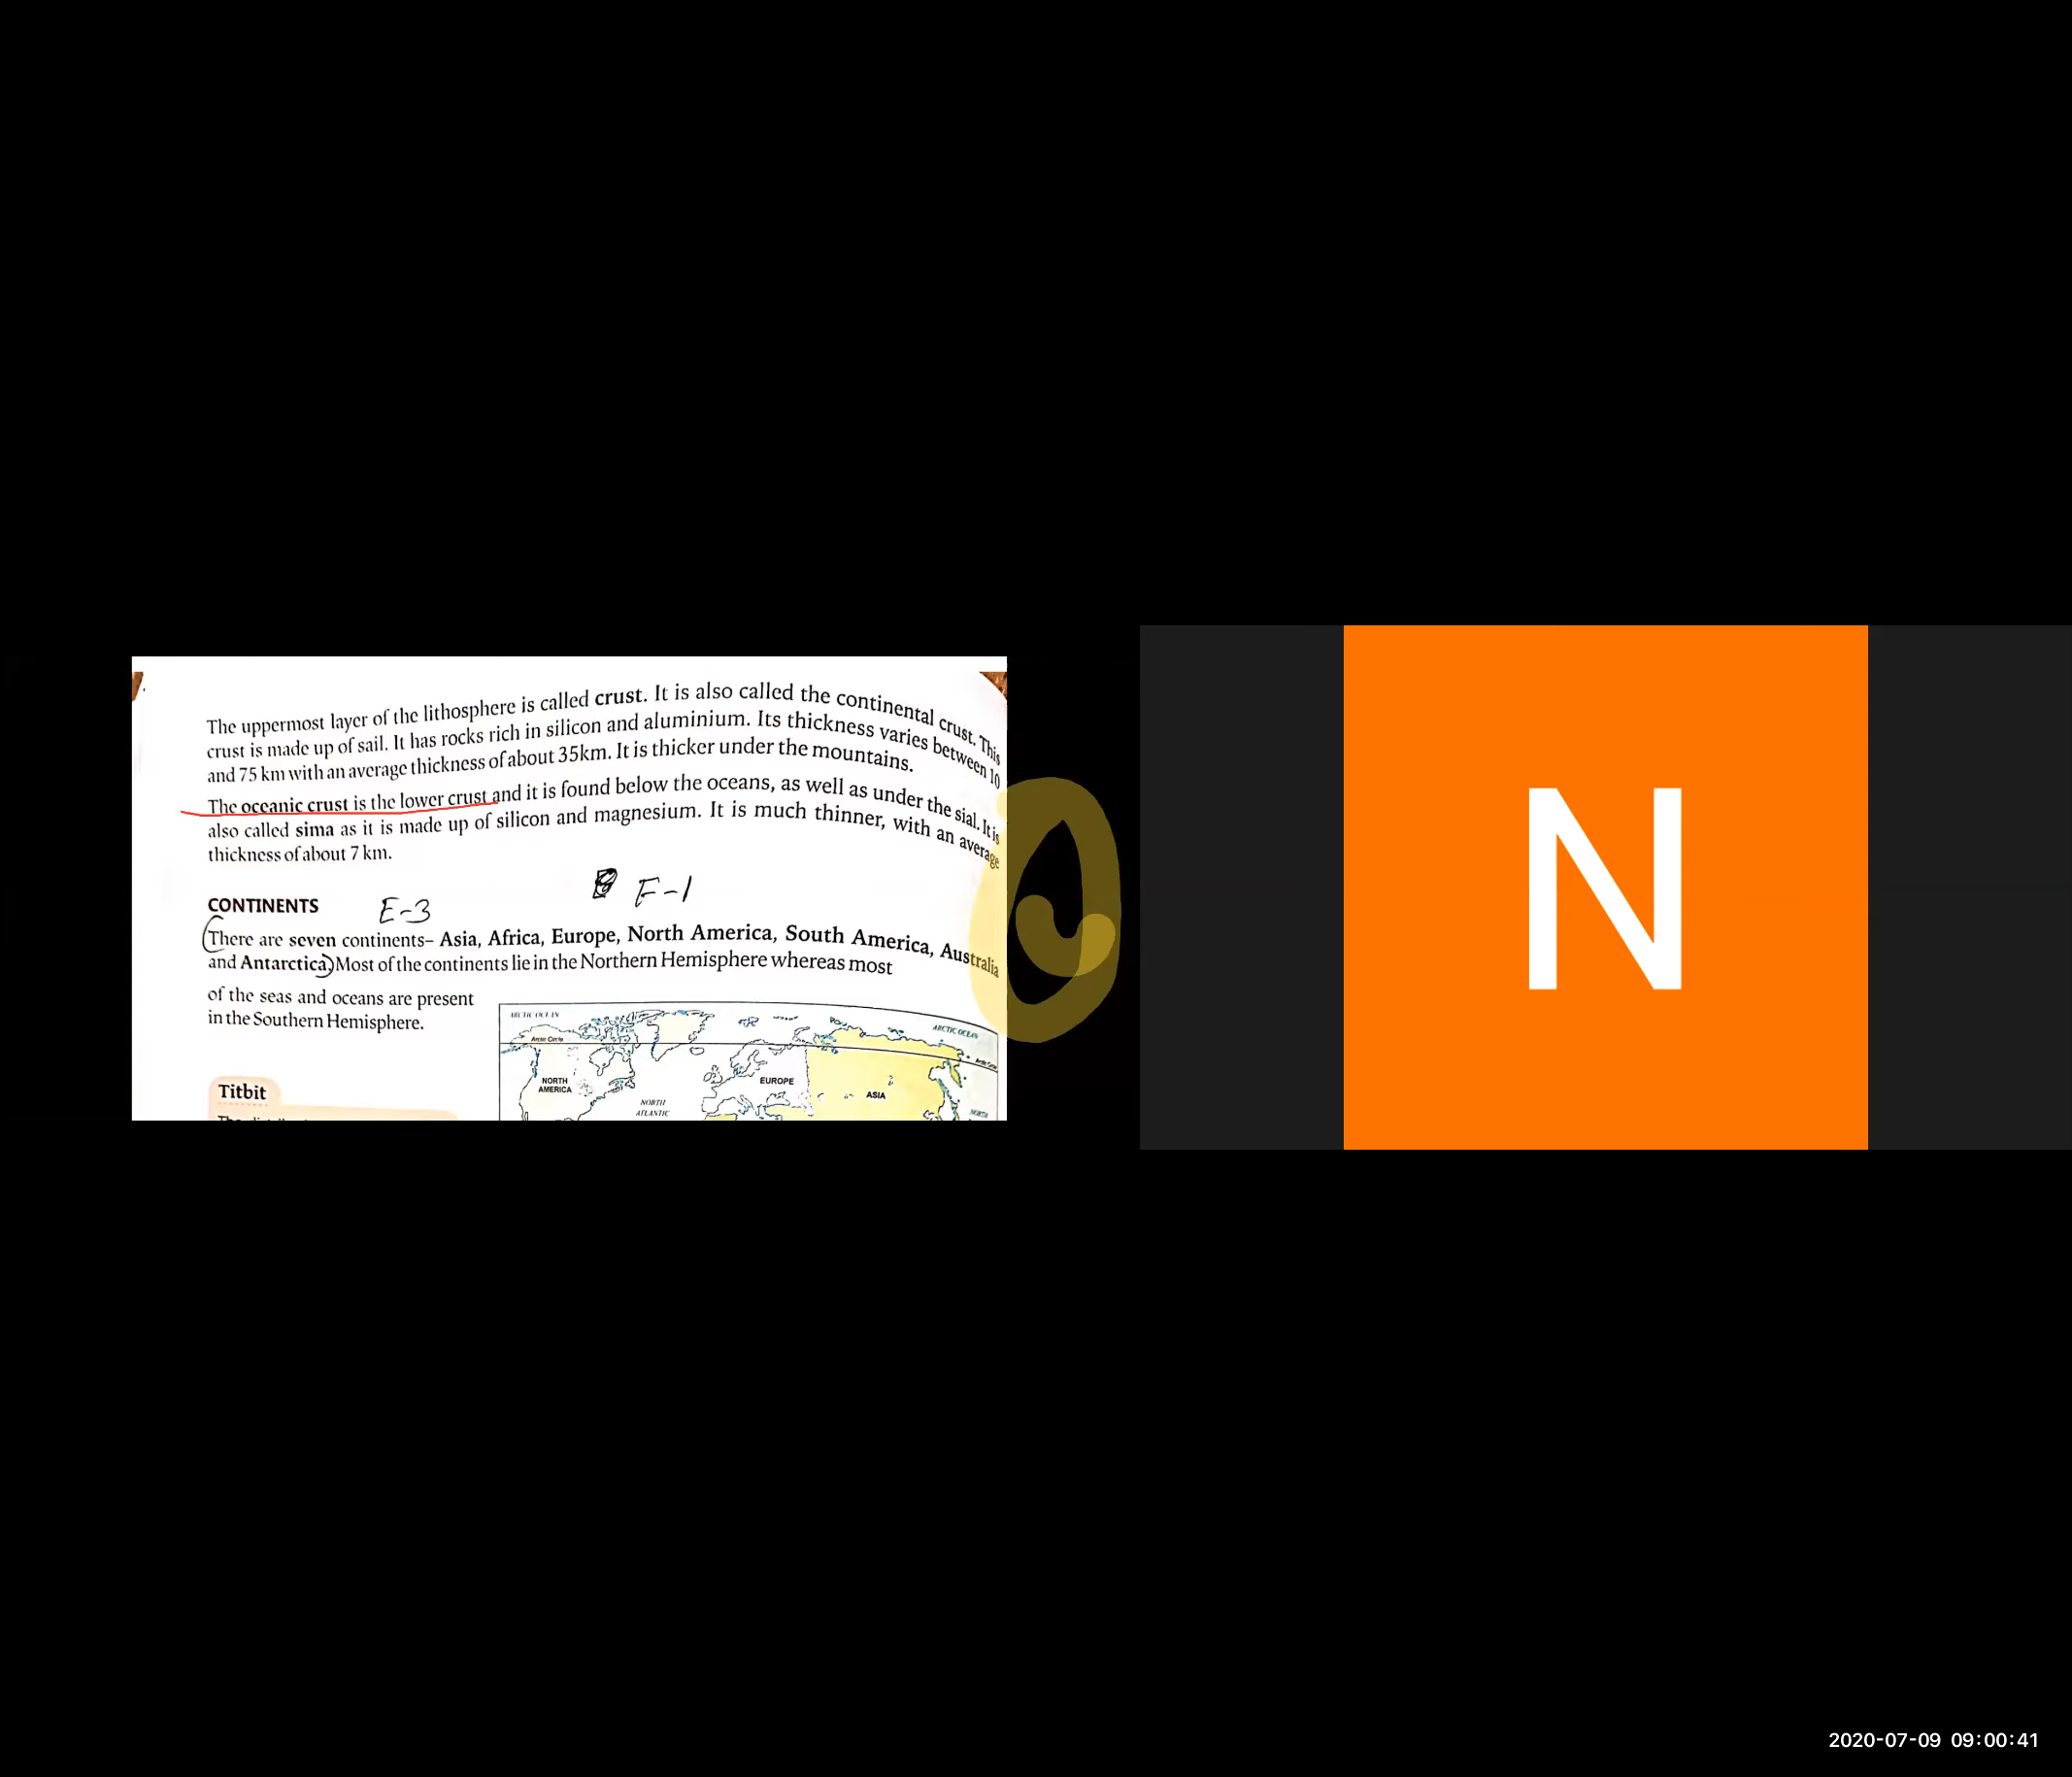 The uppermost layer of the lithosphere is called crust. It is also called the continental crust. This
crust is made up of sail. It has rocks rich in silicon and aluminium. Its thickness varies between 10
and 75 km with an average thickness of about 35km. It is thicker under the mountains.
The oceanic crust is the lower crust and it is found below the oceans, as well as under the sial. It is
also called sima as it is made up of silicon and magnesium. It is much thinner, with an average
thickness of about 7 km.
E-1
CONTINENTS E-3
(There are seven continents– Asia, Africa, Europe, North America, South America, Australia
and Antarctica.) Most of the continents lie in the Northern Hemisphere whereas most
of the seas and oceans are present
in the Southern Hemisphere.
ARCTIC OCEAN
ARCTIC OCEAN
Arctic Circle
Arctic Circle
NORTH
AMERICA
EUROPE
ASIA
NORTH
ATLANTIC
NORTH
Titbit
N
2020-07-09 09:00:41